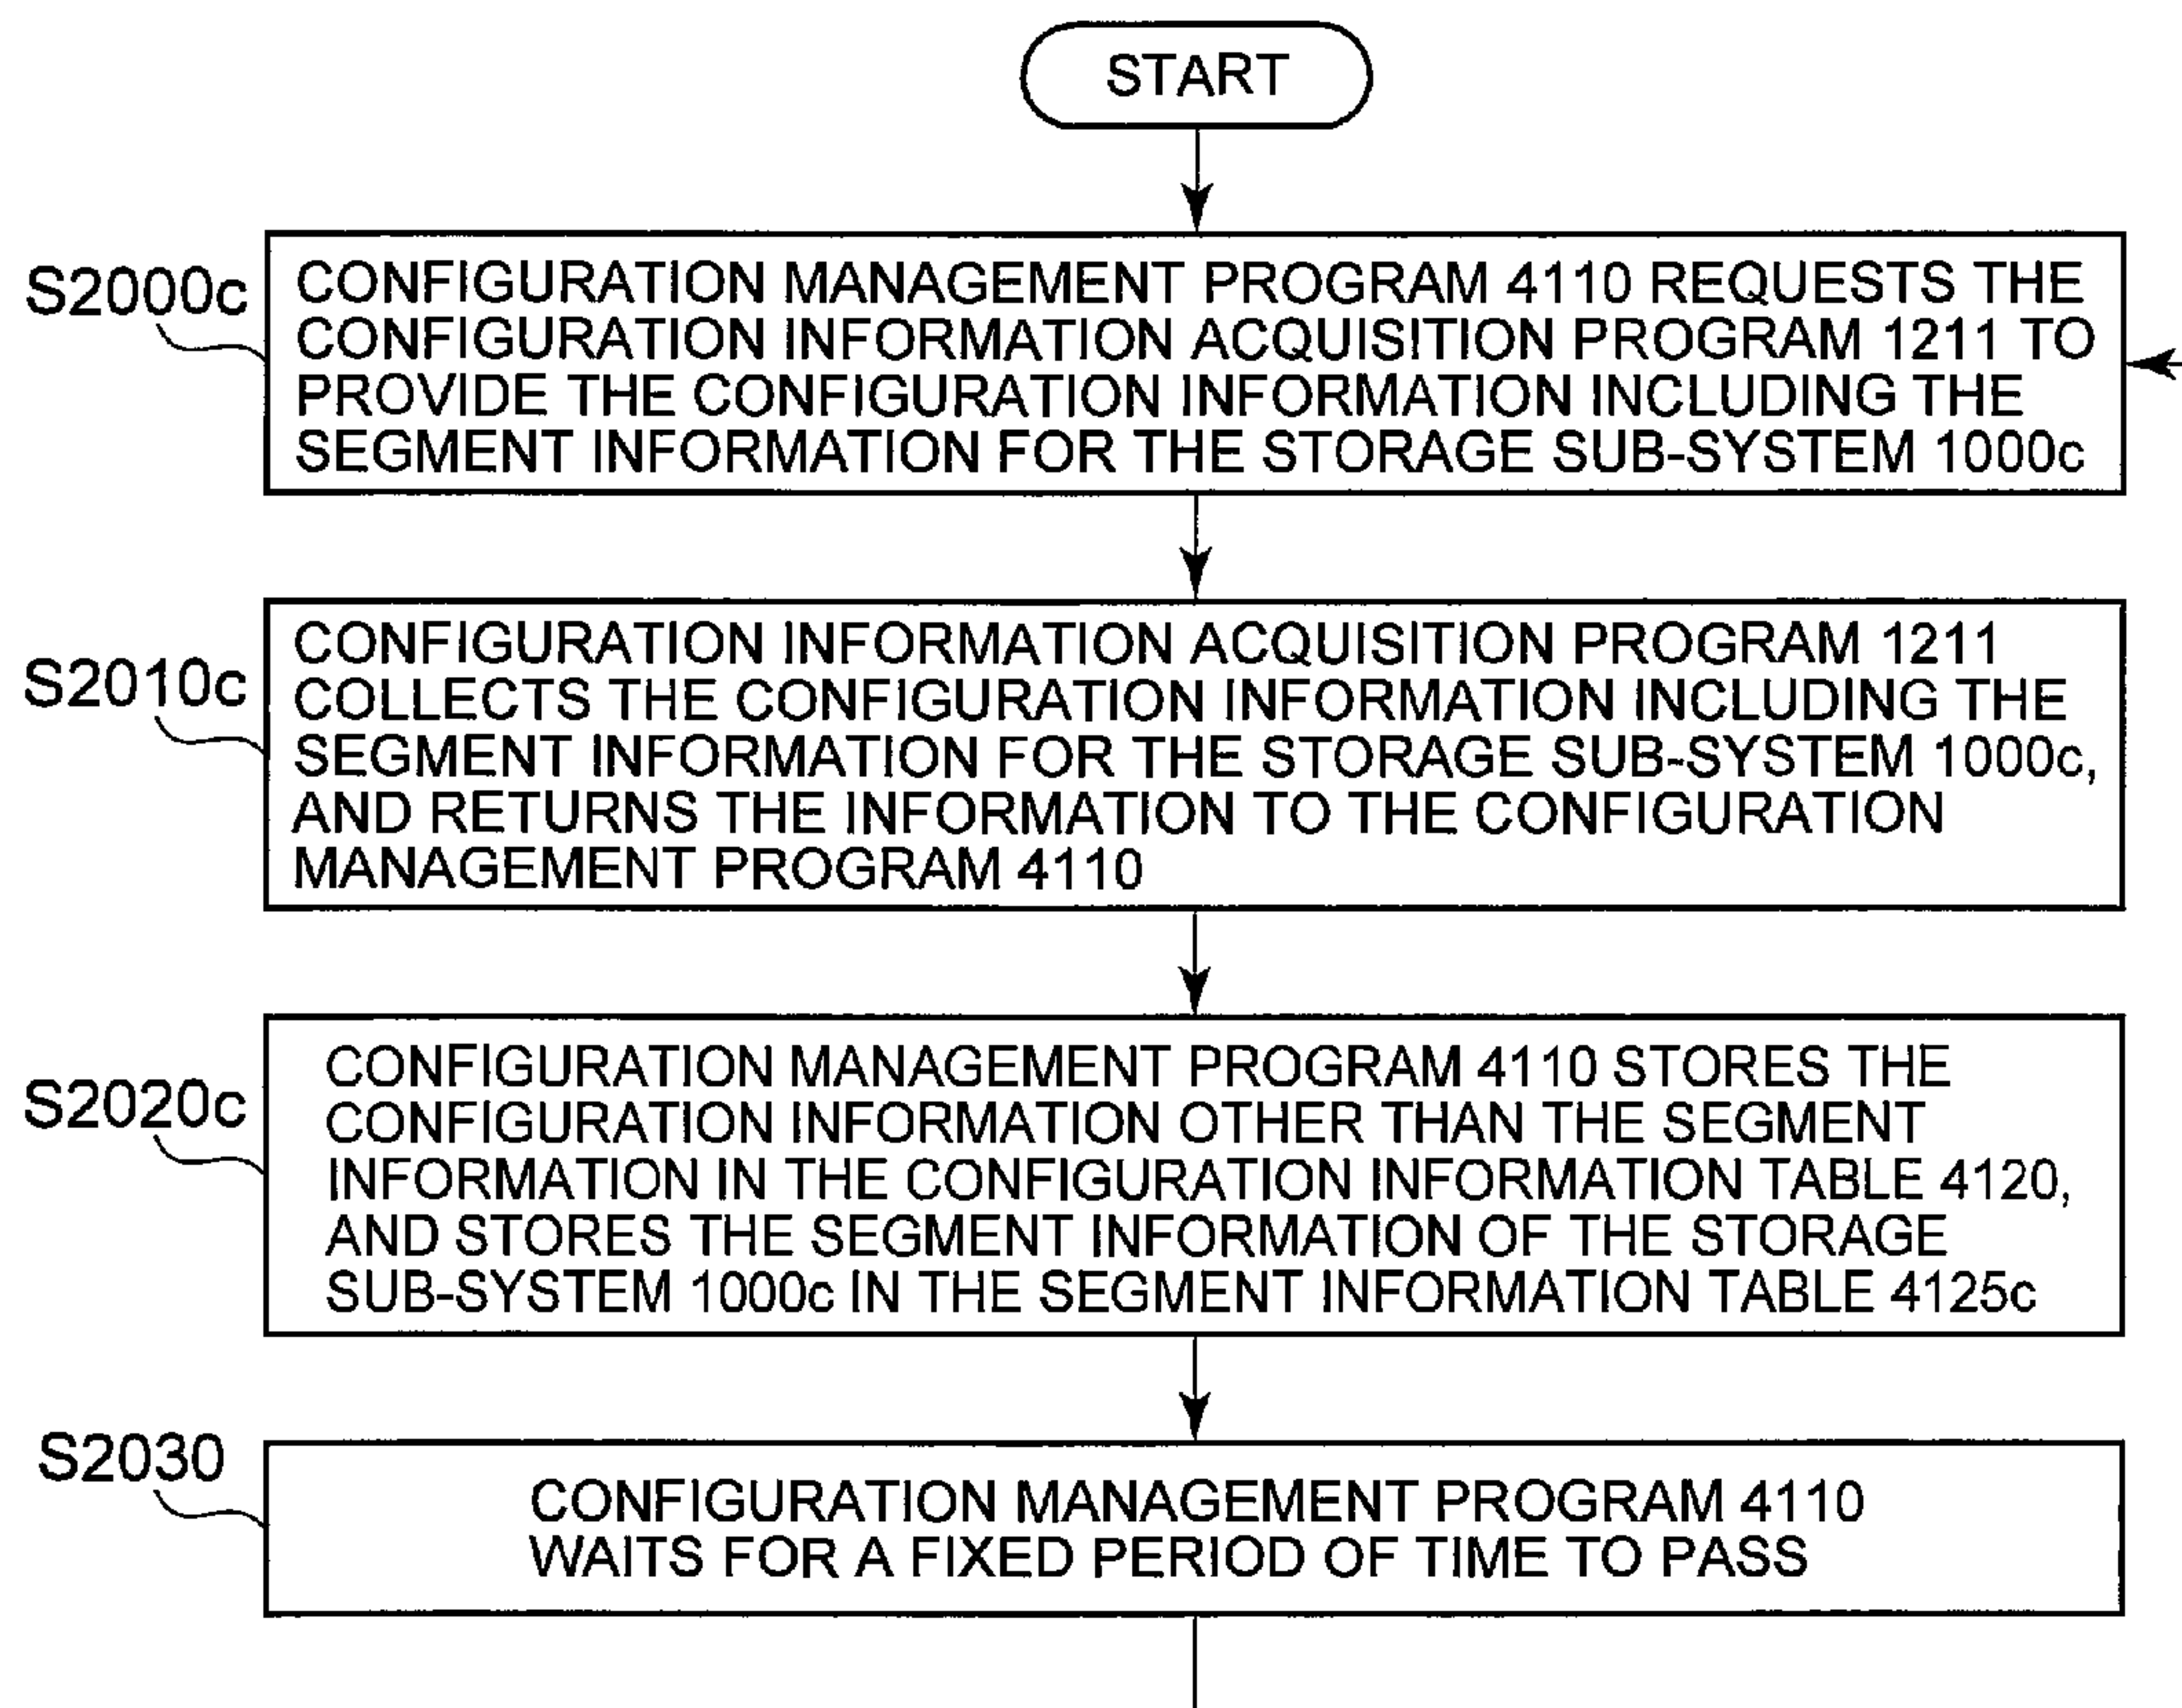 START
S2000c
CONFIGURATION MANAGEMENT PROGRAM 4110 REQUESTS THE
CONFIGURATION INFORMATION ACQUISITION PROGRAM 1211 TO
PROVIDE THE CONFIGURATION INFORMATION INCLUDING THE
SEGMENT INFORMATION FOR THE STORAGE SUB-SYSTEM 1000c
S2010c
CONFIGURATION INFORMATION ACQUISITION PROGRAM 1211
COLLECTS THE CONFIGURATION INFORMATION INCLUDING THE
SEGMENT INFORMATION FOR THE STORAGE SUB-SYSTEM 1000c,
AND RETURNS THE INFORMATION TO THE CONFIGURATION
MANAGEMENT PROGRAM 4110
S2020c
CONFIGURATION MANAGEMENT PROGRAM 4110 STORES THE
CONFIGURATION INFORMATION OTHER THAN THE SEGMENT
INFORMATION IN THE CONFIGURATION INFORMATION TABLE 4120,
AND STORES THE SEGMENT INFORMATION OF THE STORAGE
SUB-SYSTEM 1000c IN THE SEGMENT INFORMATION TABLE 4125c
S2030
CONFIGURATION MANAGEMENT PROGRAM 4110
WAITS FOR A FIXED PERIOD OF TIME TO PASS